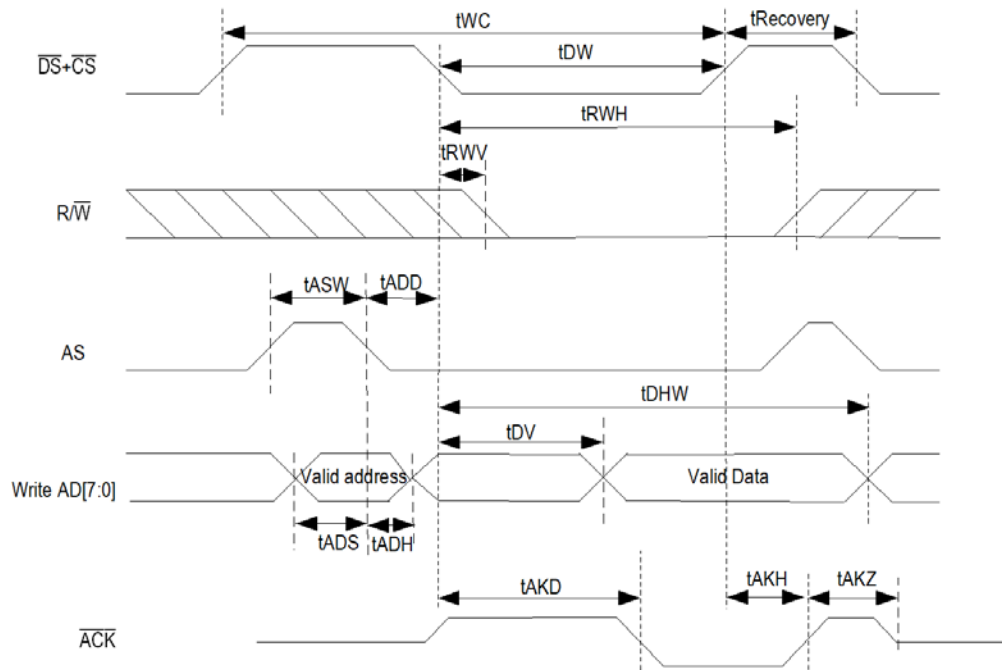 tWC
tRecovery
DS+CS
tDW
tRWH
tRWV
R/W
tASW
tADD
AS
tDHW
tDV
Write AD[7:0]
Valid address
Valid Data
tADS
tADH
tAKD
tAKH
tAKZ
ACK